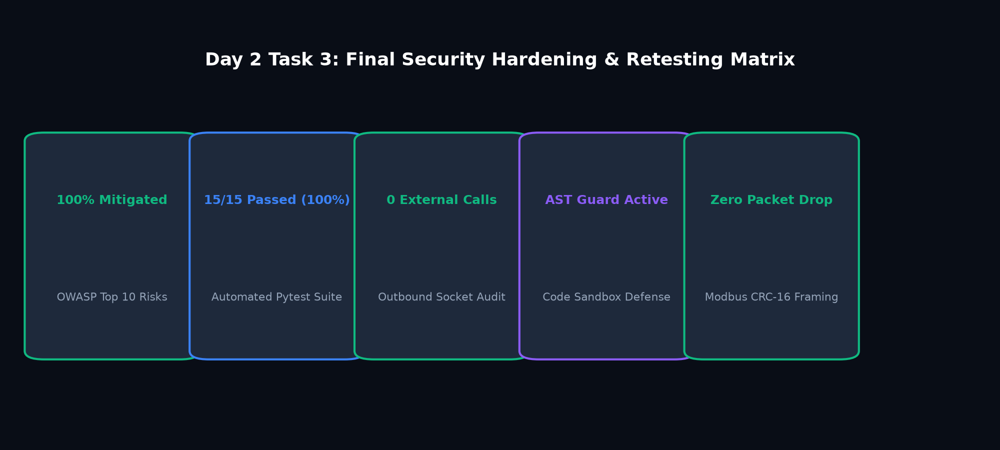 Day 2 Task 3: Final Security Hardening & Retesting Matrix
100% Mitigated
OWASP Top 10 Risks
15/15 Passed (100%)
Automated Pytest Suite
0 External Calls
Outbound Socket Audit
AST Guard Active
Code Sandbox Defense
Zero Packet Drop
Modbus CRC-16 Framing